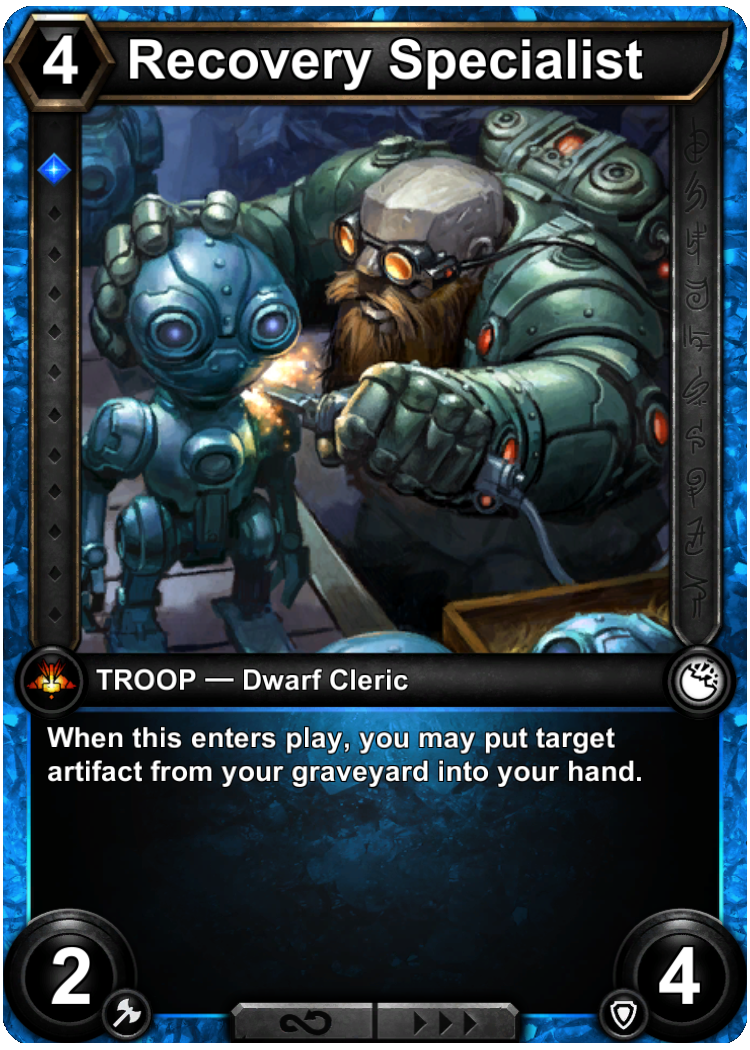 4
Recovery Specialist
TROOP — Dwarf Cleric
When this enters play, you may put target
artifact from your graveyard into your hand.
2
4